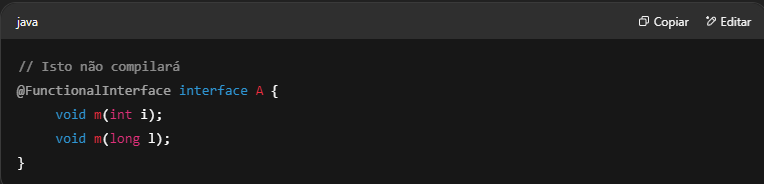 java Copiar Editar
// Isto não compilará
@FunctionalInterface interface A {
void m(int i);
void m(long l);
}